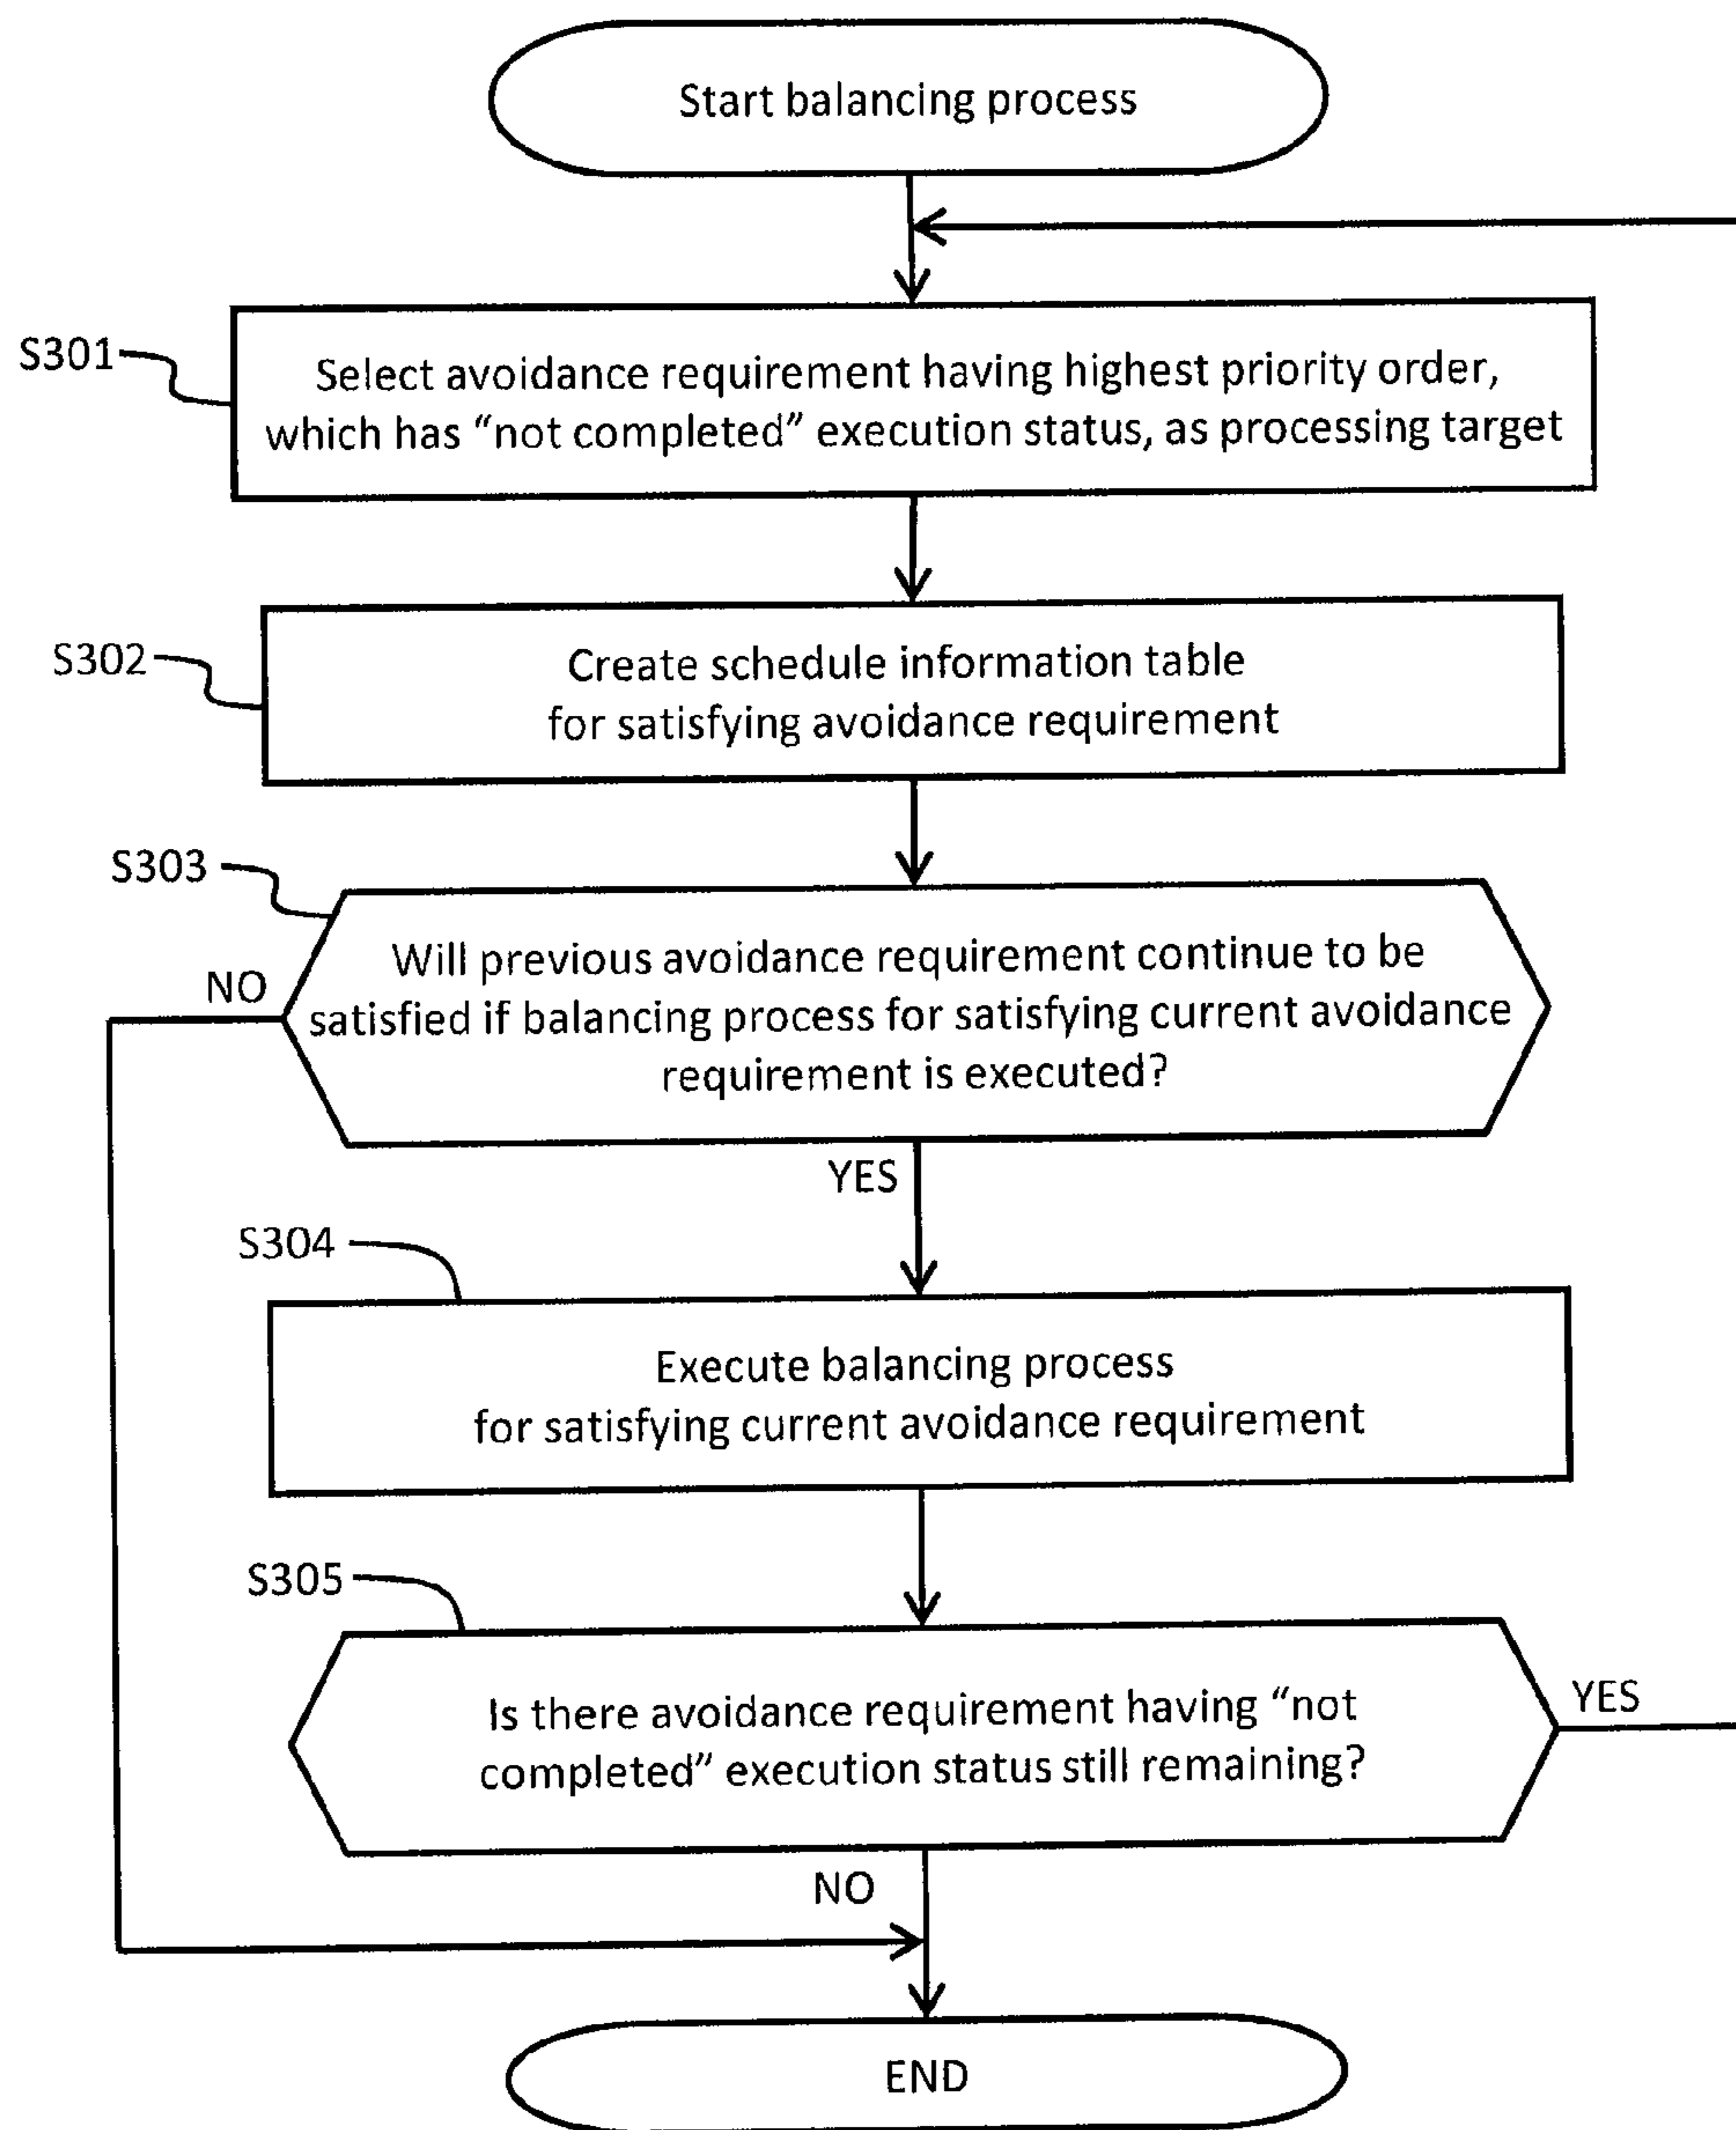 Start balancing process
S301
Select avoidance requirement having highest priority order,
which has “not completed” execution status, as processing target
S302
Create schedule information table
for satisfying avoidance requirement
S303
NO
Will previous avoidance requirement continue to be
satisfied if balancing process for satisfying current avoidance
requirement is executed?
YES
S304
Execute balancing process
for satisfying current avoidance requirement
S305
Is there avoidance requirement having “not
completed” execution status still remaining?
YES
NO
END